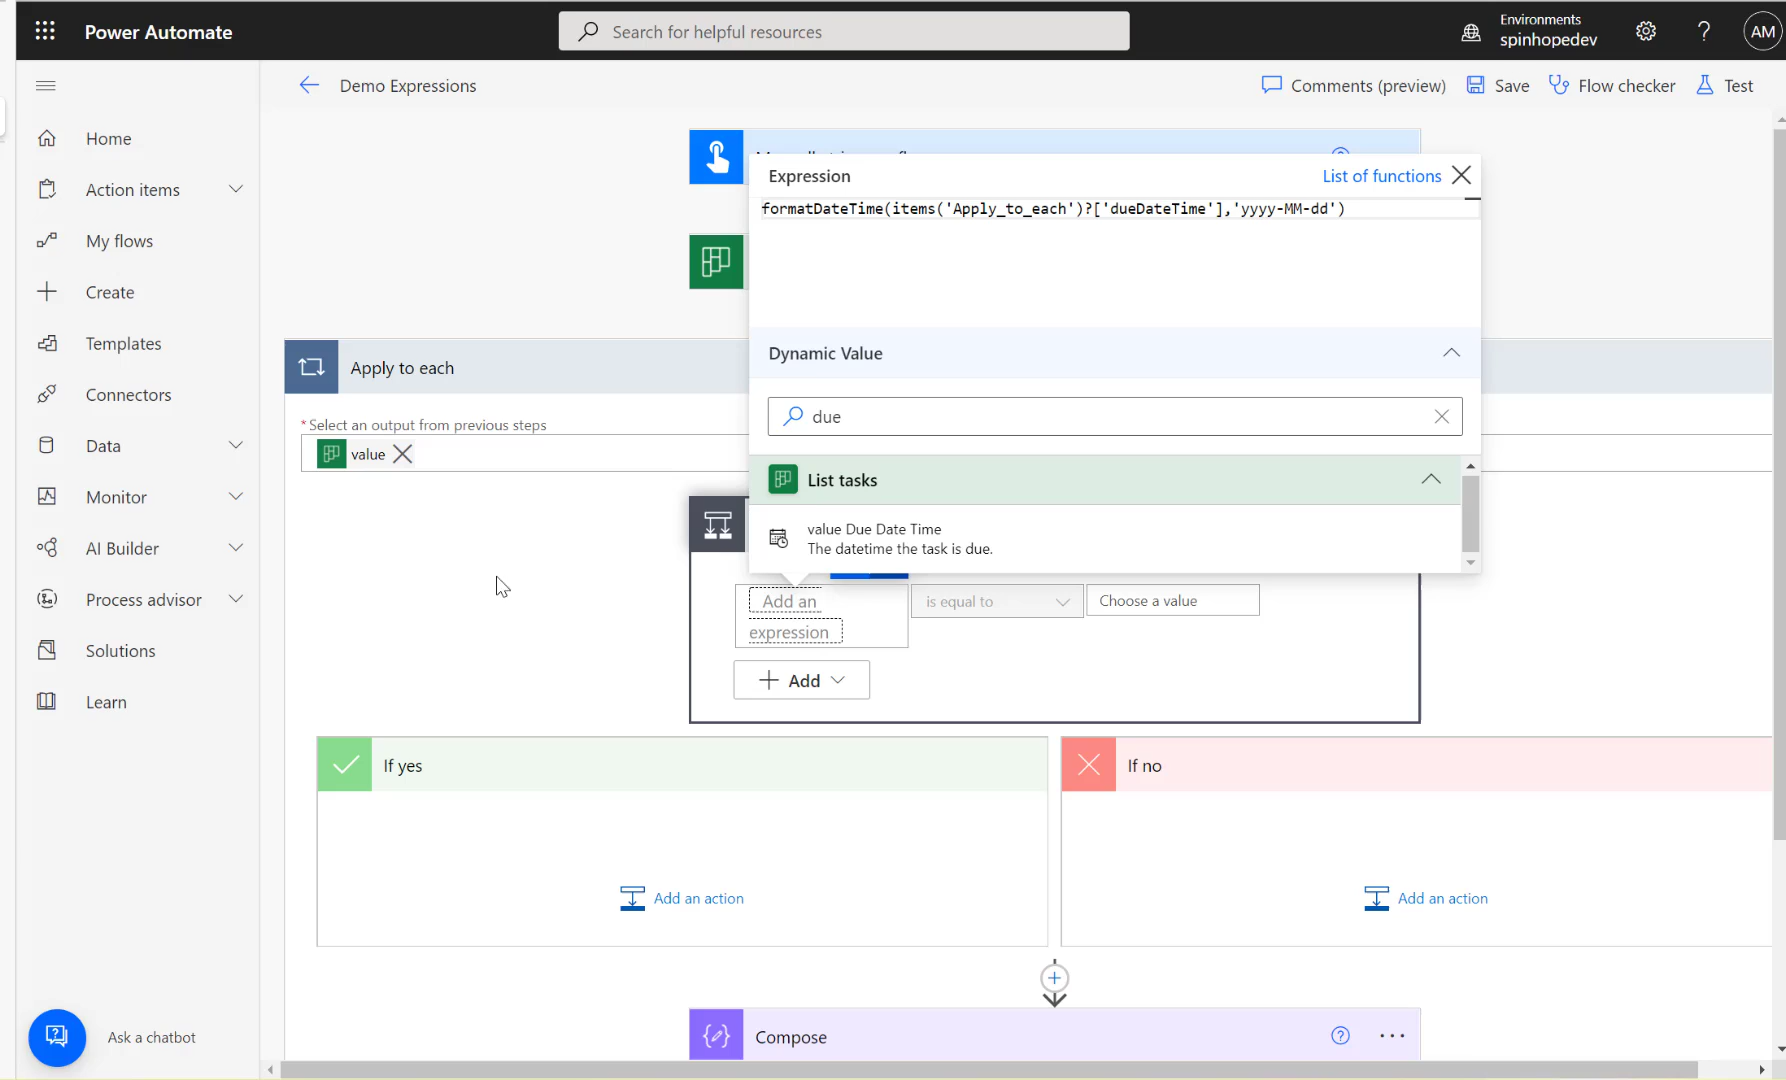 Power Automate
Search for helpful resources
Environments
spinhopedev
?
AM
Demo Expressions
Comments (preview)
Save
Flow checker
Test
Home
Action items
My flows
Create
Templates
Connectors
Data
Monitor
AI Builder
Process advisor
Solutions
Learn
Ask a chatbot
Expression
List of functions
formatDateTime(items('Apply_to_each')?['dueDateTime'],'yyyy-MM-dd')
Dynamic Value
due
List tasks
value Due Date Time
The datetime the task is due.
Apply to each
* Select an output from previous steps
value
Add an
expression
is equal to
Choose a value
Add
If yes
Add an action
If no
Add an action
Compose